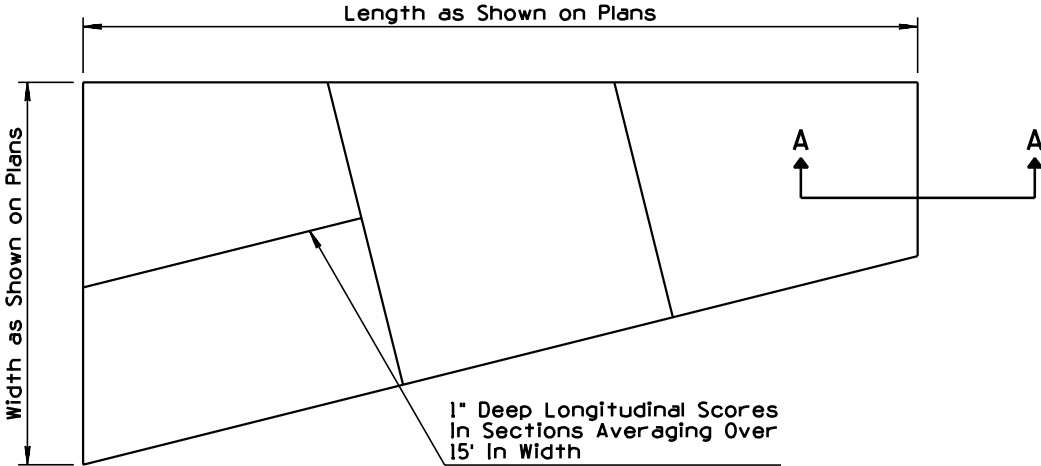 Length as Shown on Plans
Width as Shown on Plans
A
A
1" Deep Longitudinal Scores
In Sections Averaging Over
15' In Width